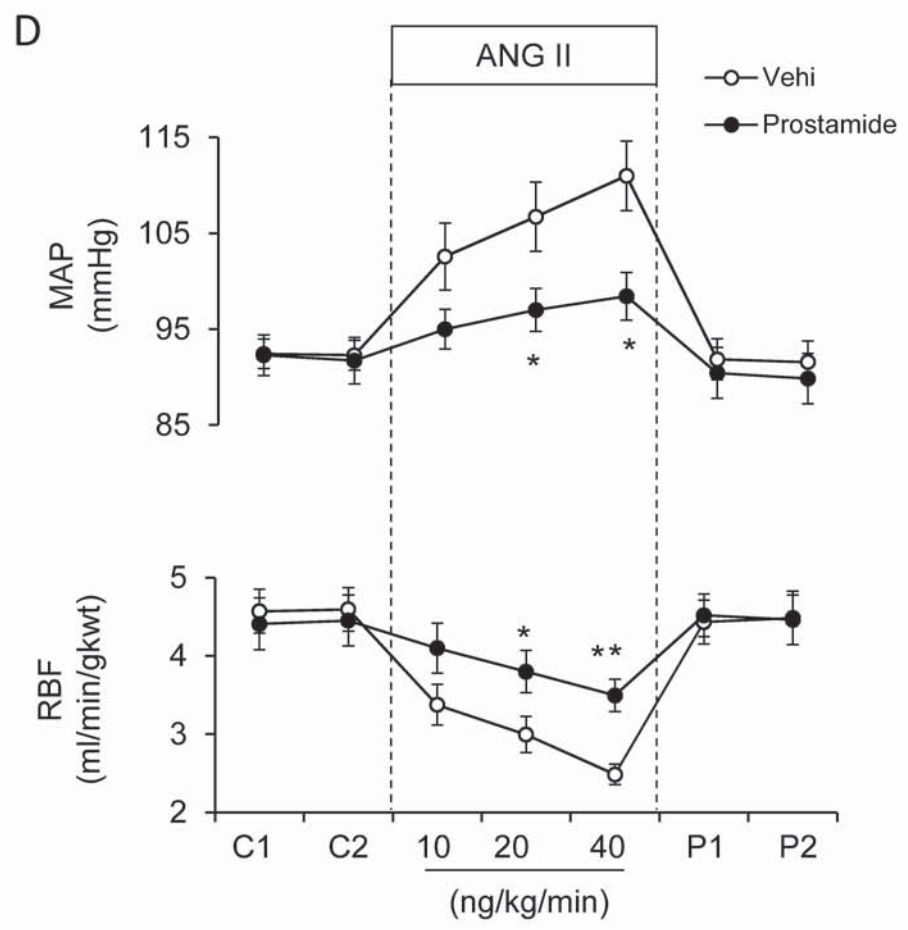 D
ANG II
Vehi
Prostamide
MAP
(mmHg)
115
105
95
85
*
*
RBF
(ml/min/gkwt)
5
4
3
2
*
**
C1 C2 10 20 40 P1 P2
(ng/kg/min)